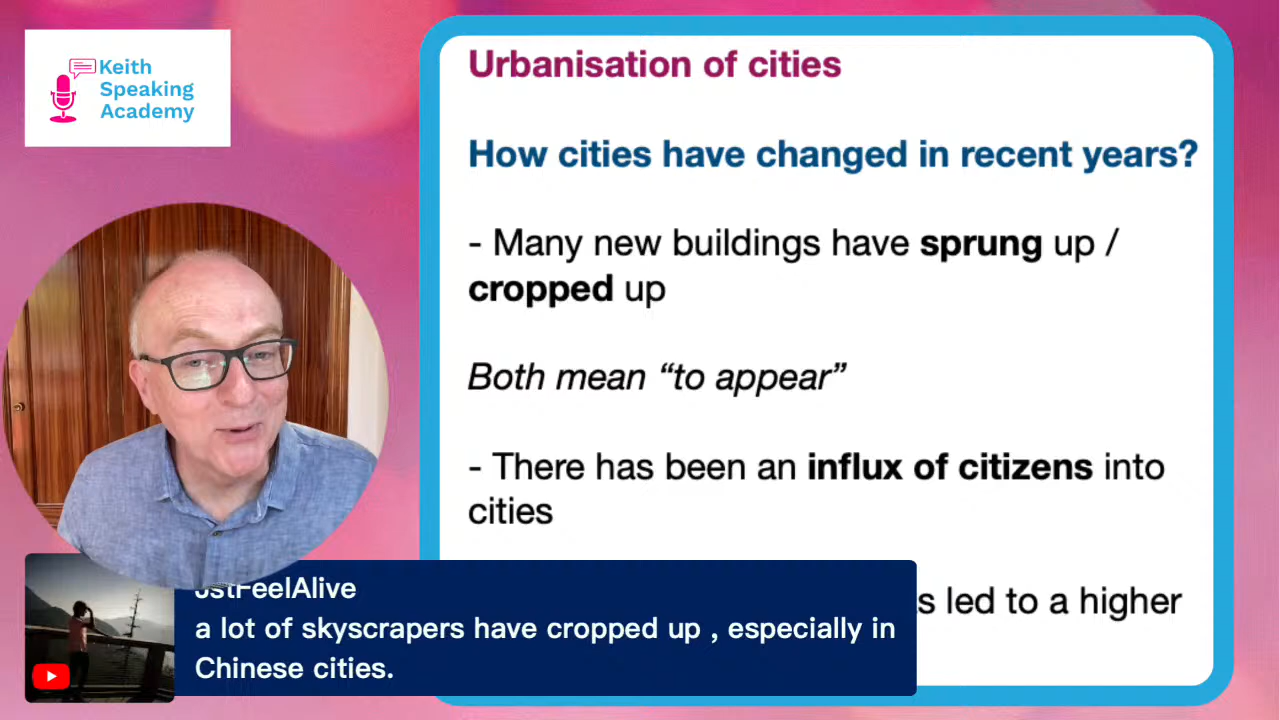 Keith
Speaking
Academy
Urbanisation of cities
How cities have changed in recent years?
- Many new buildings have sprung up /
cropped up
Both mean “to appear”
- There has been an influx of citizens into
cities
s led to a higher
JstFeelAlive
a lot of skyscrapers have cropped up , especially in
Chinese cities.